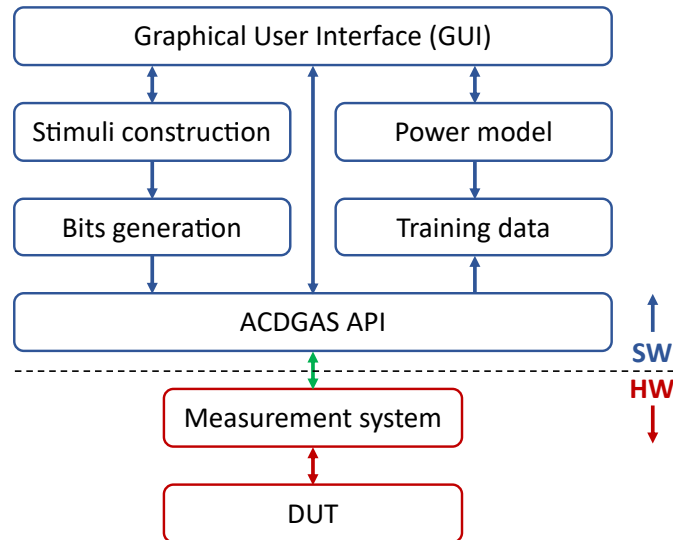 Graphical User Interface (GUI)
Stimuli construction
Power model
Bits generation
Training data
ACDGAS API
SW
HW
Measurement system
DUT